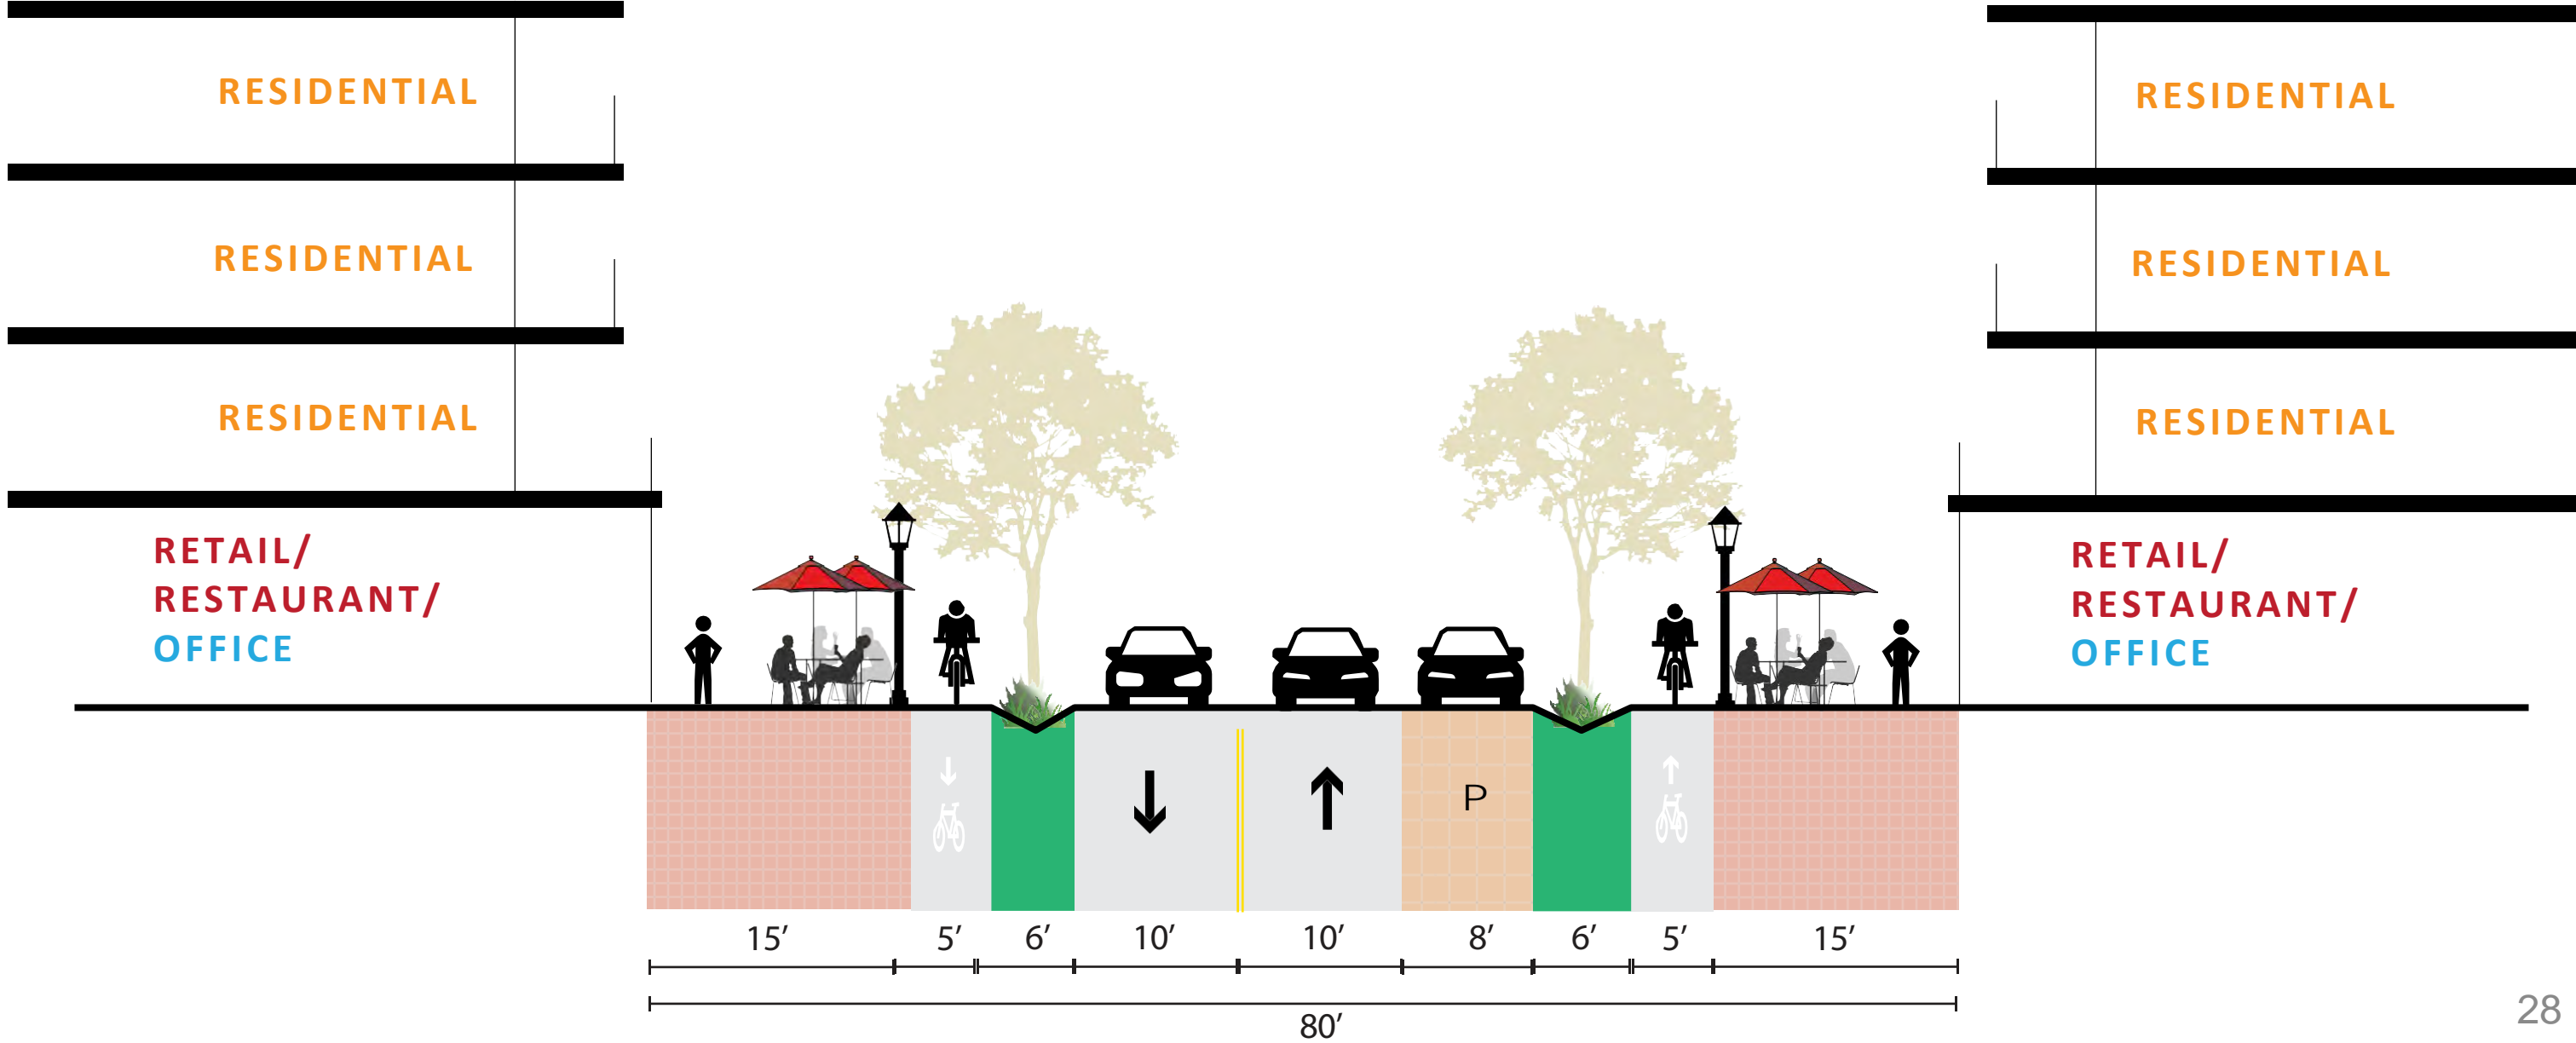 RESIDENTIAL
RESIDENTIAL
RESIDENTIAL
RETAIL/
RESTAURANT/
OFFICE
RESIDENTIAL
RESIDENTIAL
RESIDENTIAL
RETAIL/
RESTAURANT/
OFFICE
P
15’ 5’ 6’ 10’ 10’ 8’ 6’ 5’ 15’
80’
28